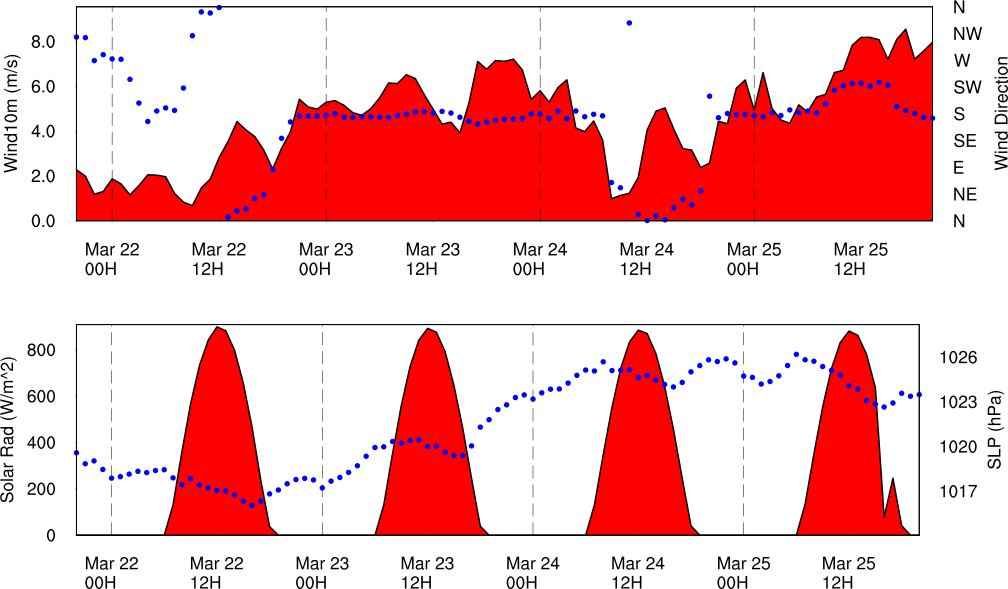 N
8.0
NW
W
6.0
SW
S
4.0
SE
E
2.0
NE
0.0
N
Wind10m (m/s)
Wind Direction
Mar 22 Mar 22 Mar 23 Mar 23 Mar 24 Mar 24 Mar 25 Mar 25
00H 12H 00H 12H 00H 12H 00H 12H
800
1026
600
1023
400
1020
200
1017
0
Solar Rad (W/m^2)
SLP (hPa)
Mar 22 Mar 22 Mar 23 Mar 23 Mar 24 Mar 24 Mar 25 Mar 25
00H 12H 00H 12H 00H 12H 00H 12H